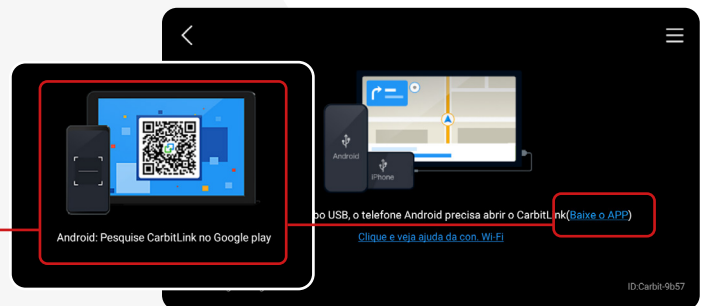 Android
iPhone
bo USB, o telefone Android precisa abrir o CarbitLink(Baixe o APP)
Android: Pesquise CarbitLink no Google play
Clique e veja ajuda da con. Wi-Fi
ID:Carbit-9b57